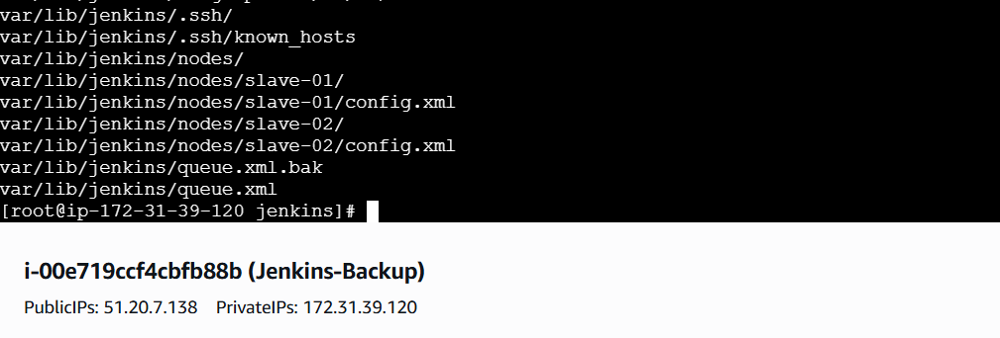 var/lib/jenkins/.ssh/
var/lib/jenkins/.ssh/known_hosts
var/lib/jenkins/nodes/
var/lib/jenkins/nodes/slave-01/
var/lib/jenkins/nodes/slave-01/config.xml
var/lib/jenkins/nodes/slave-02/
var/lib/jenkins/nodes/slave-02/config.xml
var/lib/jenkins/queue.xml.bak
var/lib/jenkins/queue.xml
[root@ip-172-31-39-120 jenkins]#
i-00e719ccf4cbfb88b (Jenkins-Backup)
PublicIPs: 51.20.7.138 PrivateIPs: 172.31.39.120